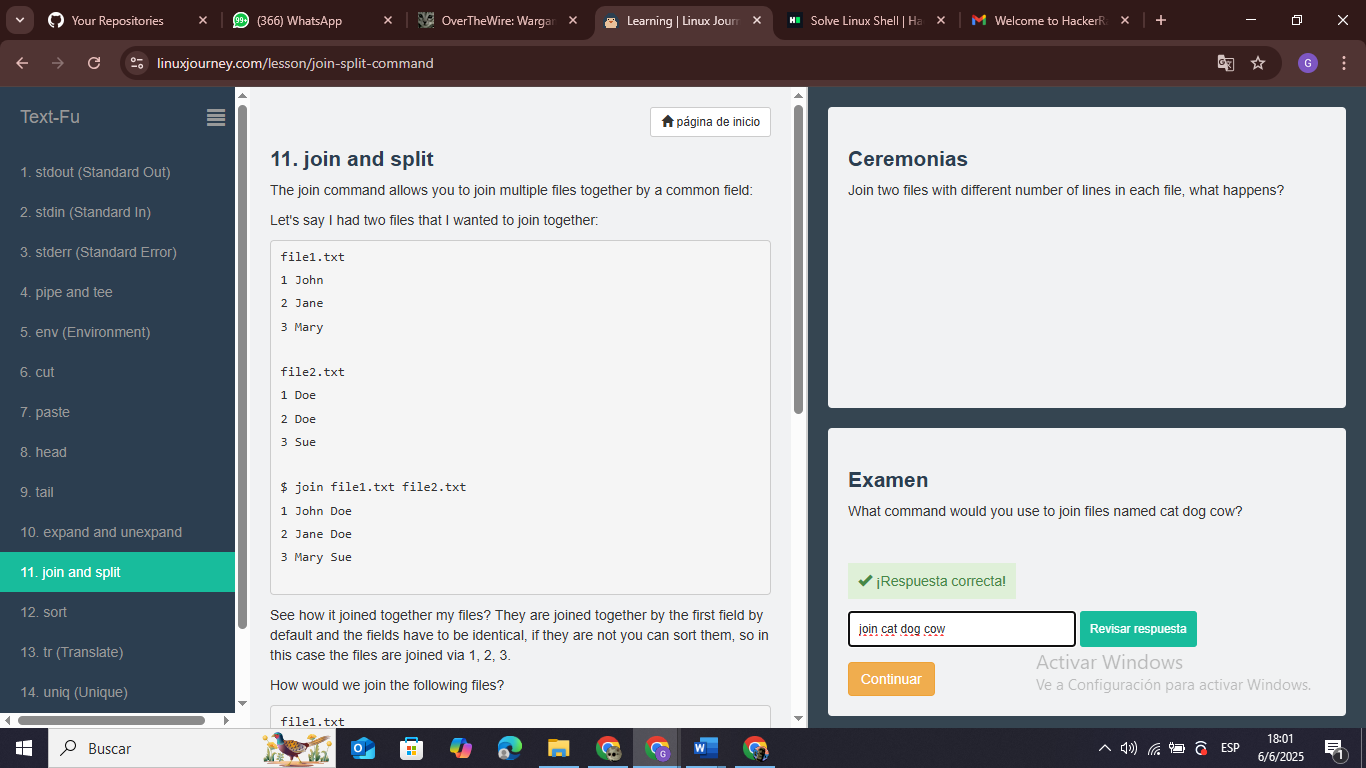 Your Repositories
(366) WhatsApp
OverTheWire: Wargar
Learning | Linux Journ
Solve Linux Shell | Ha
Welcome to HackerRa
linuxjourney.com/lesson/join-split-command
G
Text-Fu
1. stdout (Standard Out)
2. stdin (Standard In)
3. stderr (Standard Error)
4. pipe and tee
5. env (Environment)
6. cut
7. paste
8. head
9. tail
10. expand and unexpand
11. join and split
12. sort
13. tr (Translate)
14. uniq (Unique)
página de inicio
11. join and split
The join command allows you to join multiple files together by a common field:
Let's say I had two files that I wanted to join together:
file1.txt
1 John
2 Jane
3 Mary
file2.txt
1 Doe
2 Doe
3 Sue
$ join file1.txt file2.txt
1 John Doe
2 Jane Doe
3 Mary Sue
See how it joined together my files? They are joined together by the first field by
default and the fields have to be identical, if they are not you can sort them, so in
this case the files are joined via 1, 2, 3.
How would we join the following files?
file1.txt
Ceremonias
Join two files with different number of lines in each file, what happens?
Examen
What command would you use to join files named cat dog cow?
¡Respuesta correcta!
join cat dog cow
Revisar respuesta
Continuar
Activar Windows
Ve a Configuración para activar Windows.
Buscar
ESP
18:01
6/6/2025
1